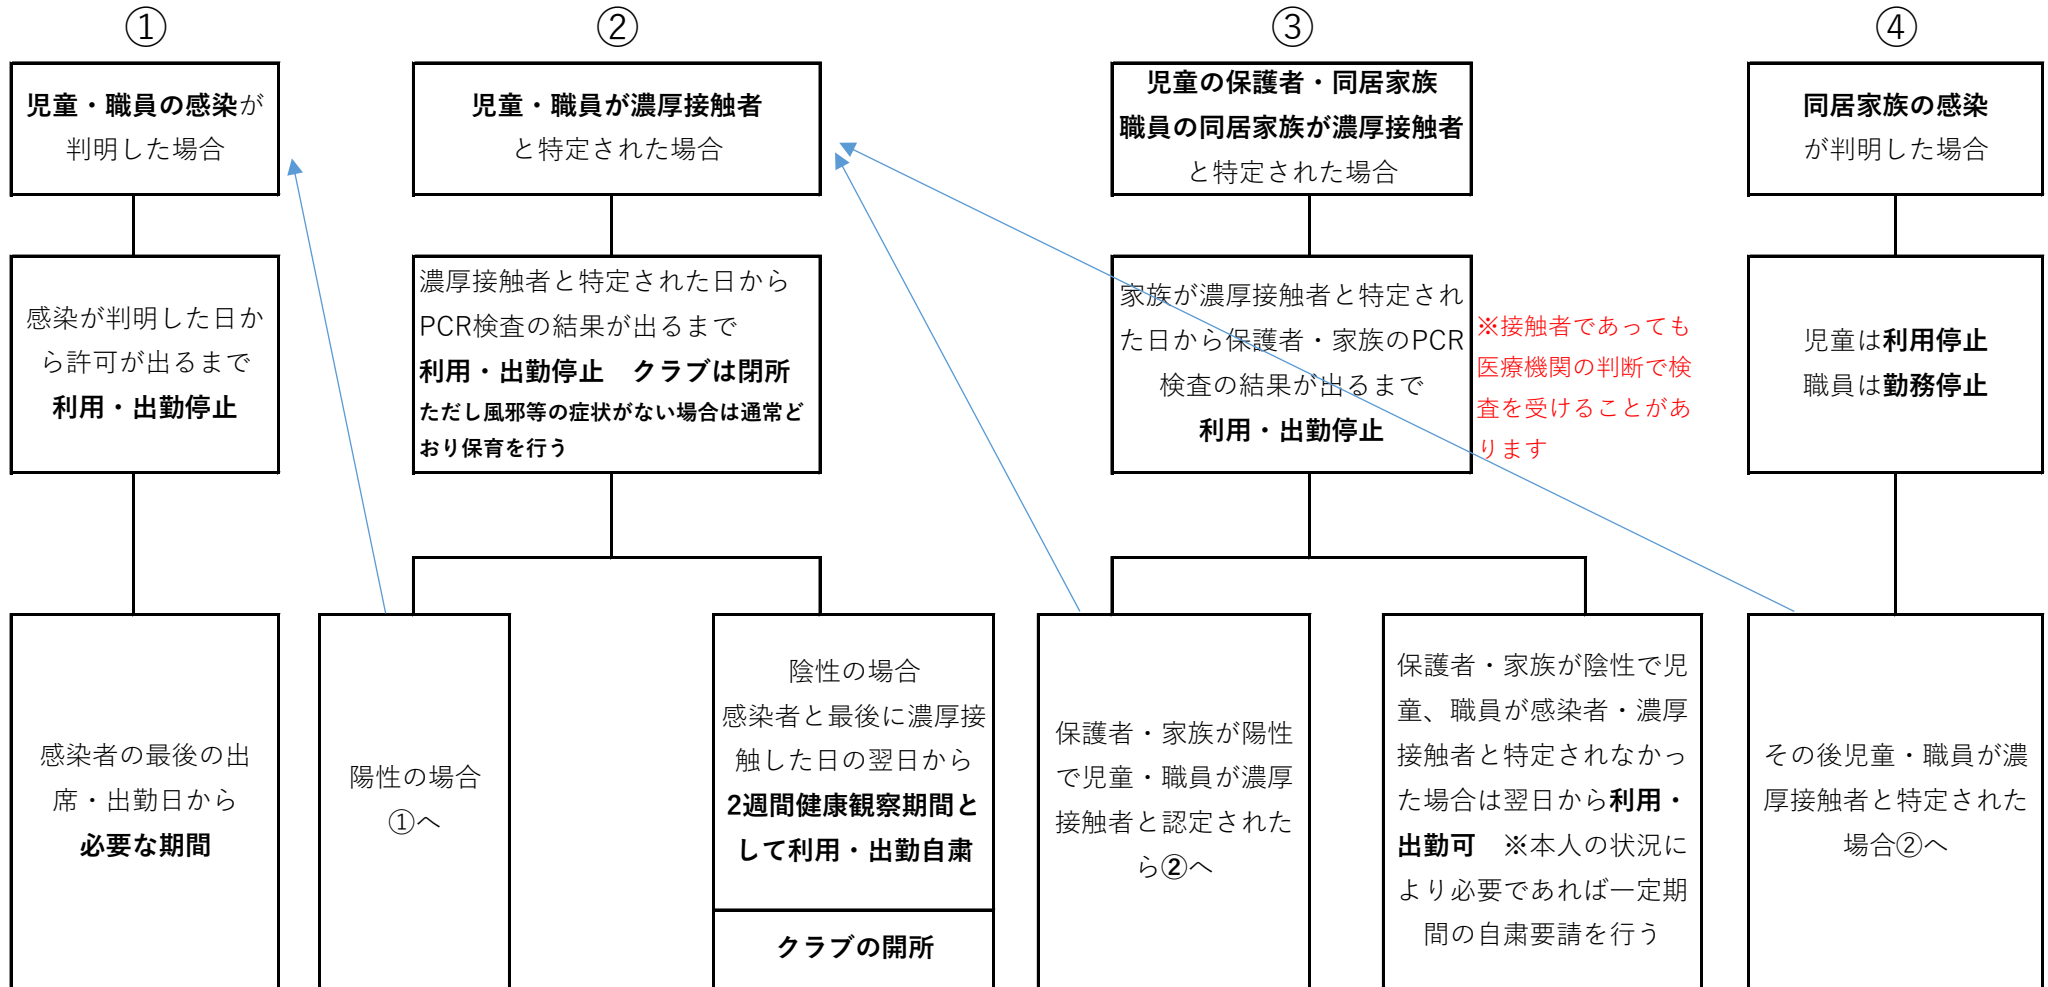 ①
児童・職員の感染が
判明した場合
感染が判明した日か
ら許可が出るまで
利用・出勤停止
感染者の最後の出
席・出勤日から
必要な期間
②
児童・職員が濃厚接触者
と特定された場合
濃厚接触者と特定された日から
PCR検査の結果が出るまで
利用・出勤停止　クラブは閉所
ただし風邪等の症状がない場合は通常ど
おり保育を行う
陽性の場合
①へ
陰性の場合
感染者と最後に濃厚接
触した日の翌日から
2週間健康観察期間と
して利用・出勤自粛
クラブの開所
③
児童の保護者・同居家族
職員の同居家族が濃厚接触者
と特定された場合
家族が濃厚接触者と特定され
た日から保護者・家族のPCR
検査の結果が出るまで
利用・出勤停止
※接触者であっても
医療機関の判断で検
査を受けることがあ
ります
保護者・家族が陽性
で児童・職員が濃厚
接触者と認定された
ら②へ
保護者・家族が陰性で児
童、職員が感染者・濃厚
接触者と特定されなかっ
た場合は翌日から利用・
出勤可　※本人の状況に
より必要であれば一定期
間の自粛要請を行う
④
同居家族の感染
が判明した場合
児童は利用停止
職員は勤務停止
その後児童・職員が濃
厚接触者と特定された
場合②へ